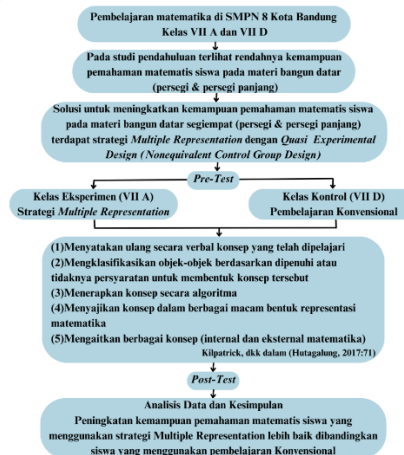 Pembelajaran matematika di SMPN 8 Kota Bandung
Kelas VII A dan VII D
Pada studi pendahuluan terlihat rendahnya kemampuan
pemahaman matematis siswa pada materi bangun datar
(persegi & persegi panjang)
Solusi untuk meningkatkan kemampuan pemahaman matematis siswa
pada materi bangun datar segiempat (persegi & persegi panjang)
terdapat strategi Multiple Representation dengan Quasi Experimental
Design (Nonequivalent Control Group Design)
Pre-Test
Kelas Eksperimen (VII A)
Strategi Multiple Representation
Kelas Kontrol (VII D)
Pembelajaran Konvensional
(1)Menyatakan ulang secara verbal konsep yang telah dipelajari
(2)Mengklasifikasikan objek-objek berdasarkan dipenuhi atau
tidaknya persyaratan untuk membentuk konsep tersebut
(3)Menerapkan konsep secara algoritma
(4)Menyajikan konsep dalam berbagai macam bentuk representasi
matematika
(5)Mengaitkan berbagai konsep (internal dan eksternal matematika)
Kilpatrick, dkk dalam (Hutagalung, 2017:71)
Post-Test
Analisis Data dan Kesimpulan
Peningkatan kemampuan pemahaman matematis siswa yang
menggunakan strategi Multiple Representation lebih baik dibandingkan
siswa yang menggunakan pembelajaran Konvensional